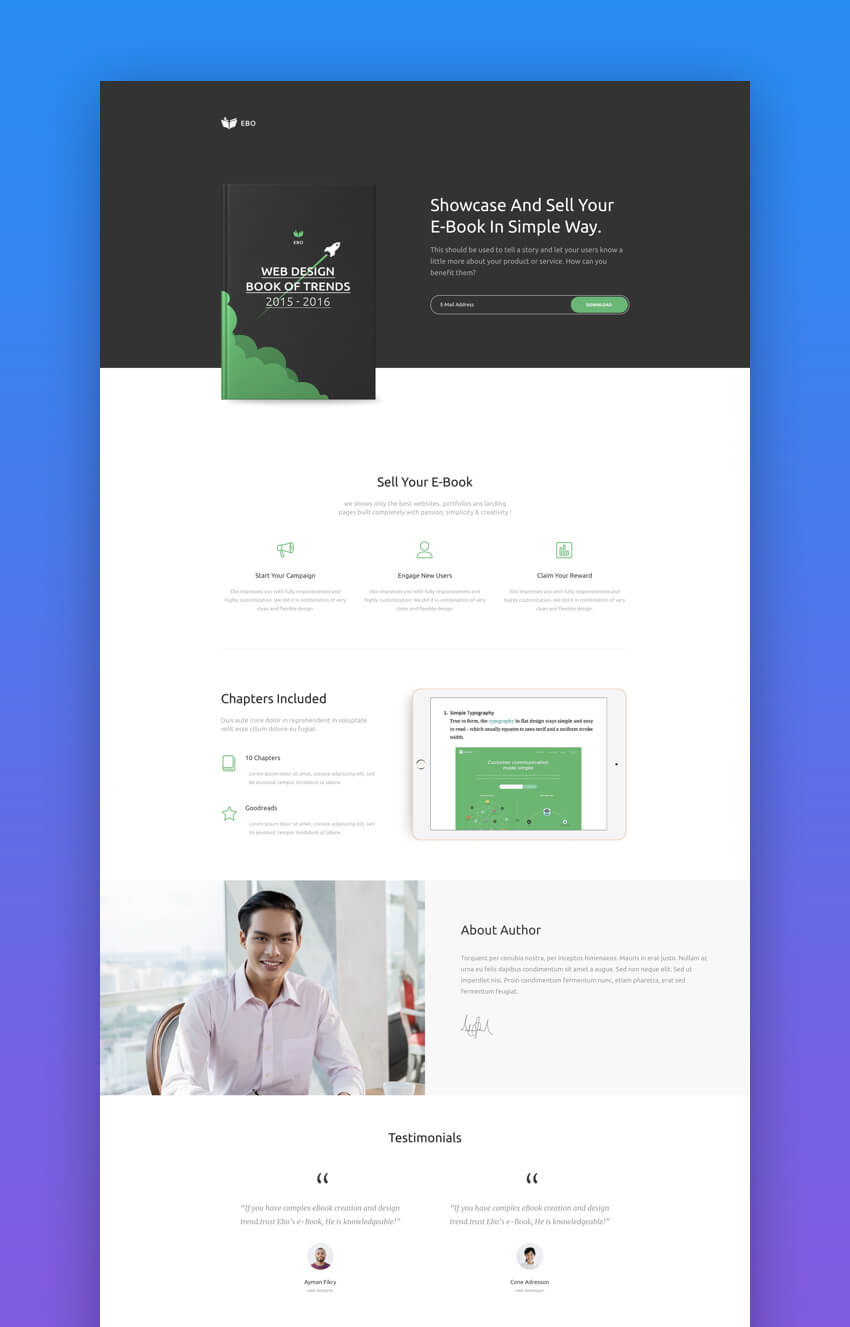 EBO
EBO
WEB DESIGN
BOOK OF TRENDS
2015 - 2016
Showcase And Sell Your
E-Book In Simple Way.
This should be used to tell a story and let your users know a
little more about your product or service. How can you
benefit them?
E-Mail Address
DOWNLOAD
Sell Your E-Book
we shows only the best websites, portfolios ans landing
pages built completely with passion, simplicity & creativity !
Start Your Campaign
Ebo impresses you with fully responsiveness and
highly customization. We did it in combination of very
clean and flexible design
Engage New Users
Ebo impresses you with fully responsiveness and
highly customization. We did it in combination of very
clean and flexible design
Claim Your Reward
Ebo impresses you with fully responsiveness and
highly customization. We did it in combination of very
clean and flexible design
Chapters Included
Duis aute irure dolor in reprehenderit in voluptate
velit esse cillum dolore eu fugiat.
10 Chapters
Lorem ipsum dolor sit amet, consive adipisicing elit, sed
do eiusmod. tempor incididunt ut labore.
Goodreads
Lorem ipsum dolor sit amet, consive adipisicing elit, sed
do eiusmod. tempor incididunt ut labore.
3. Simple Typography
True to form, the typography in flat design stays simple and easy
to read – which usually equates to sans serif and a uniform stroke
width.
Customer communication
made simple
About Author
Torquent per conubia nostra, per inceptos himenaeos. Mauris in erat justo. Nullam ac
urna eu felis dapibus condimentum sit amet a augue. Sed non neque elit. Sed ut
imperdiet nisi. Proin condimentum fermentum nunc, etiam pharetra, erat sed
fermentum feugiat.
Testimonials
“If you have complex eBook creation and design
trend.trust Ebo's e-Book, He is knowledgeable!”
Ayman Fikry
web designer
“If you have complex eBook creation and design
trend.trust Ebo's e-Book, He is knowledgeable!”
Cone Adresson
web developer